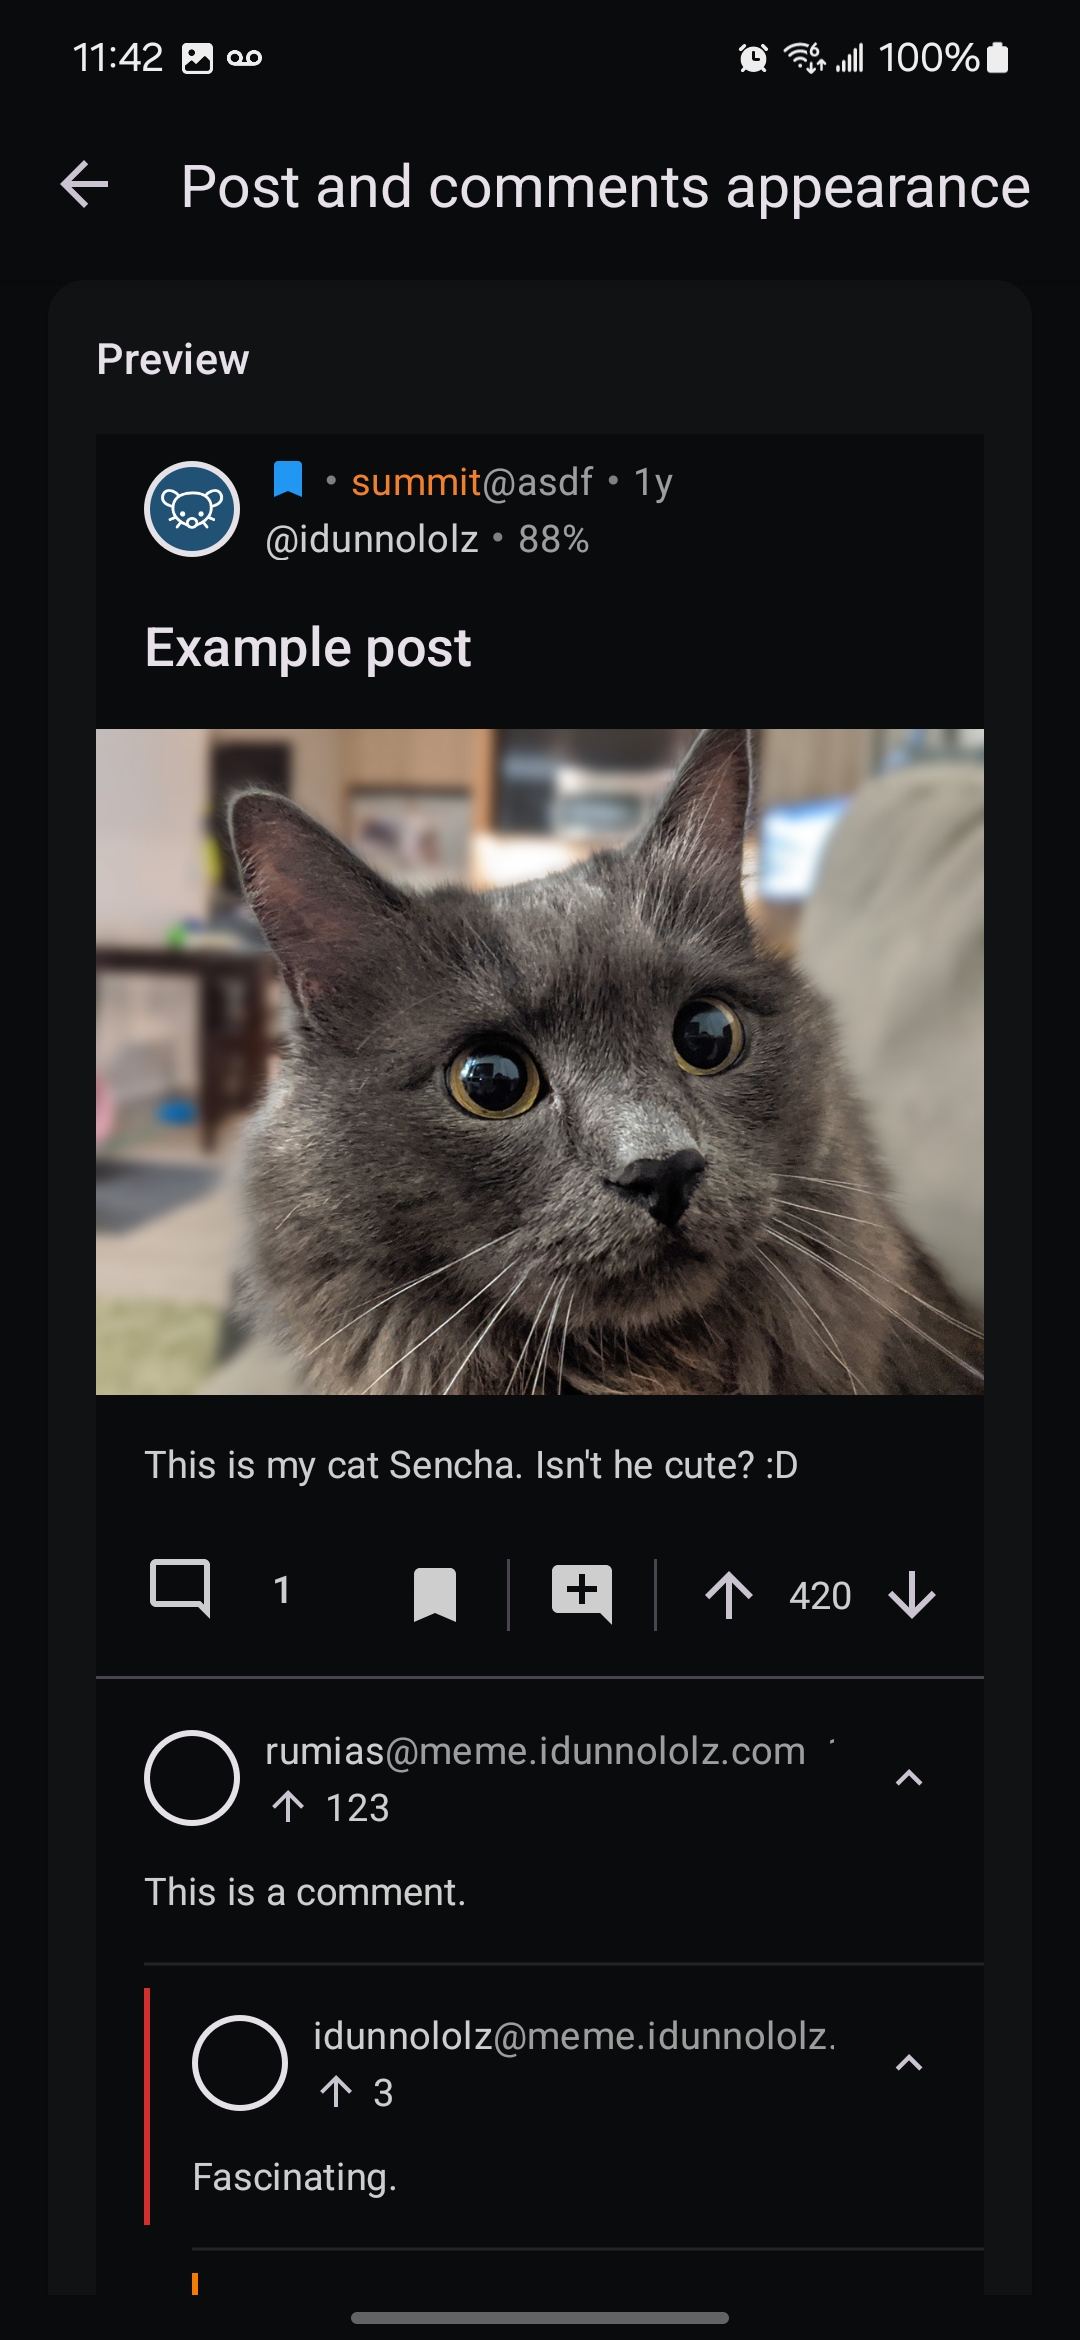 11:42 100%
Post and comments appearance
Preview
• summit@asdf • 1y
@idunnololz • 88%
Example post
This is my cat Sencha. Isn't he cute? :D
1 420
rumias@meme.idunnololz.com
123
This is a comment.
idunnololz@meme.idunnololz.
3
Fascinating.